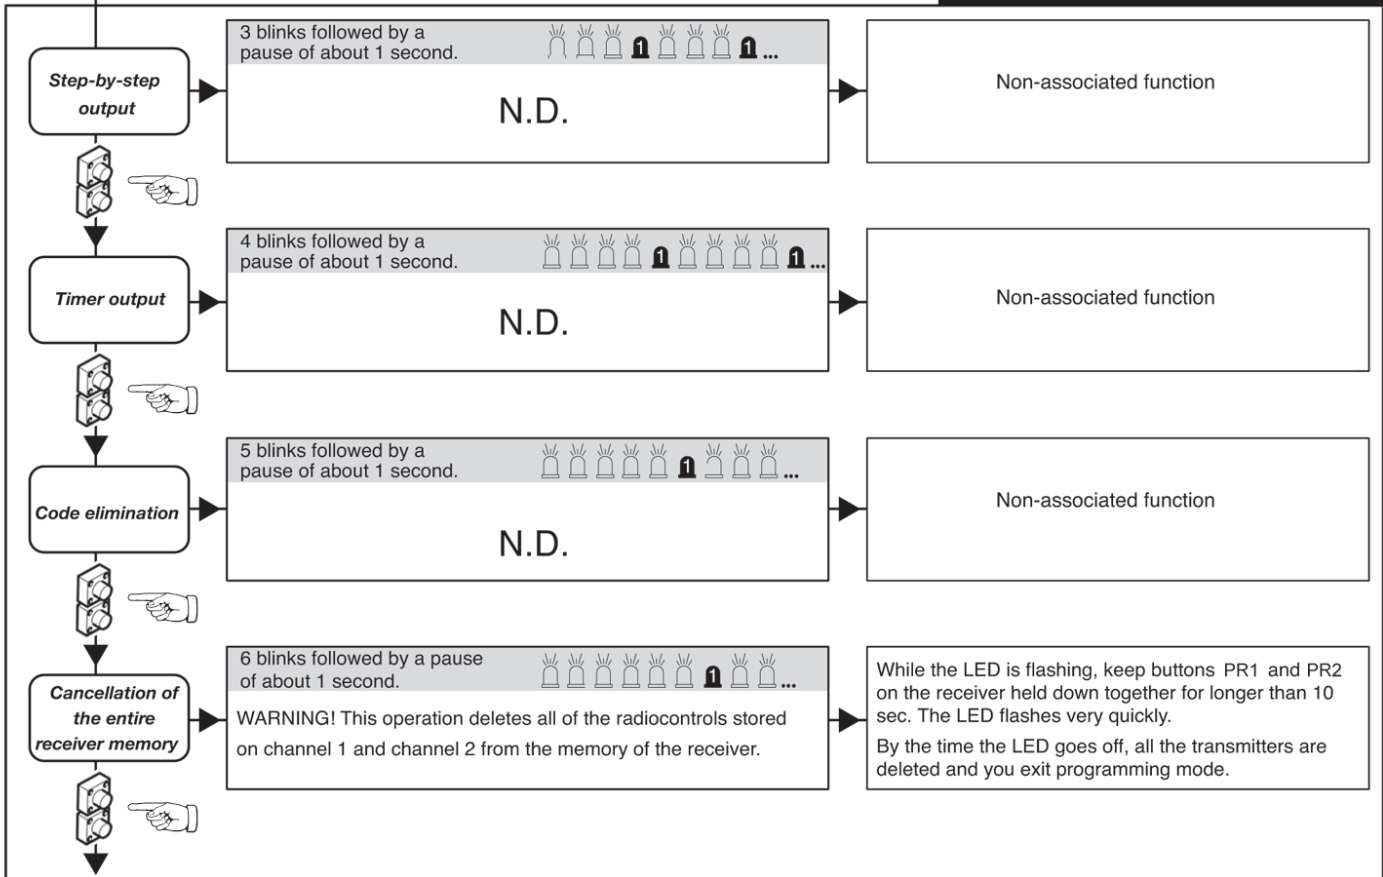 3 blinks followed by a
pause of about 1 second.
1 1 ...
Step-by-step
output
N.D.
Non-associated function
4 blinks followed by a
pause of about 1 second.
1 1 ...
Timer output
N.D.
Non-associated function
5 blinks followed by a
pause of about 1 second.
1 ...
Code elimination
N.D.
Non-associated function
6 blinks followed by a pause
of about 1 second.
1 ...
Cancellation of
the entire
receiver memory
WARNING! This operation deletes all of the radiocontrols stored
on channel 1 and channel 2 from the memory of the receiver.
While the LED is flashing, keep buttons PR1 and PR2
on the receiver held down together for longer than 10
sec. The LED flashes very quickly.
By the time the LED goes off, all the transmitters are
deleted and you exit programming mode.